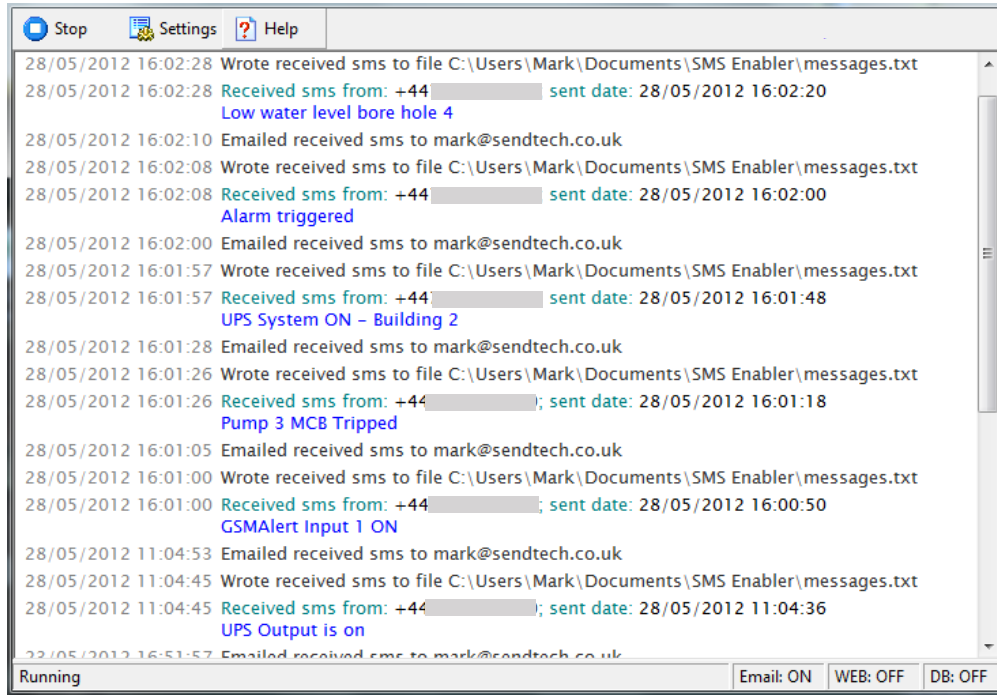 Stop Settings Help
28/05/2012 16:02:28 Wrote received sms to file C:\Users\Mark\Documents\SMS Enabler\messages.txt
28/05/2012 16:02:28 Received sms from: +44 sent date: 28/05/2012 16:02:20
Low water level bore hole 4
28/05/2012 16:02:10 Emailed received sms to mark@sendtech.co.uk
28/05/2012 16:02:08 Wrote received sms to file C:\Users\Mark\Documents\SMS Enabler\messages.txt
28/05/2012 16:02:08 Received sms from: +44 sent date: 28/05/2012 16:02:00
Alarm triggered
28/05/2012 16:02:00 Emailed received sms to mark@sendtech.co.uk
28/05/2012 16:01:57 Wrote received sms to file C:\Users\Mark\Documents\SMS Enabler\messages.txt
28/05/2012 16:01:57 Received sms from: +44 sent date: 28/05/2012 16:01:48
UPS System ON – Building 2
28/05/2012 16:01:28 Emailed received sms to mark@sendtech.co.uk
28/05/2012 16:01:26 Wrote received sms to file C:\Users\Mark\Documents\SMS Enabler\messages.txt
28/05/2012 16:01:26 Received sms from: +44 ; sent date: 28/05/2012 16:01:18
Pump 3 MCB Tripped
28/05/2012 16:01:05 Emailed received sms to mark@sendtech.co.uk
28/05/2012 16:01:00 Wrote received sms to file C:\Users\Mark\Documents\SMS Enabler\messages.txt
28/05/2012 16:01:00 Received sms from: +44 ; sent date: 28/05/2012 16:00:50
GSMAlert Input 1 ON
28/05/2012 11:04:53 Emailed received sms to mark@sendtech.co.uk
28/05/2012 11:04:45 Wrote received sms to file C:\Users\Mark\Documents\SMS Enabler\messages.txt
28/05/2012 11:04:45 Received sms from: +44 ; sent date: 28/05/2012 11:04:36
UPS Output is on
23/05/2012 16:51:57 Emailed received sms to mark@sendtech.co.uk
Running Email: ON WEB: OFF DB: OFF